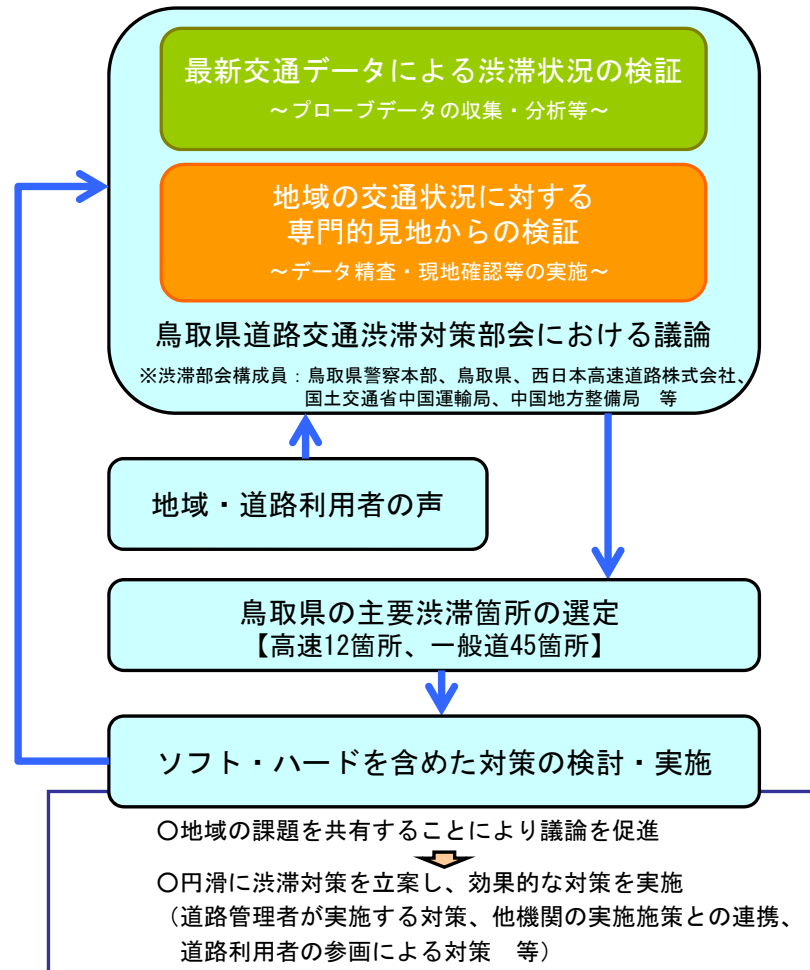 最新交通データによる渋滞状況の検証
～プローブデータの収集・分析等～
地域の交通状況に対する
専門的見地からの検証
～データ精査・現地確認等の実施～
鳥取県道路交通渋滞対策部会における議論
※渋滞部会構成員：鳥取県警察本部、鳥取県、西日本高速道路株式会社、
国土交通省中国運輸局、中国地方整備局　等
地域・道路利用者の声
鳥取県の主要渋滞箇所の選定
【高速12箇所、一般道45箇所】
ソフト・ハードを含めた対策の検討・実施
○地域の課題を共有することにより議論を促進
○円滑に渋滞対策を立案し、効果的な対策を実施
（道路管理者が実施する対策、他機関の実施施策との連携、
道路利用者の参画による対策　等）